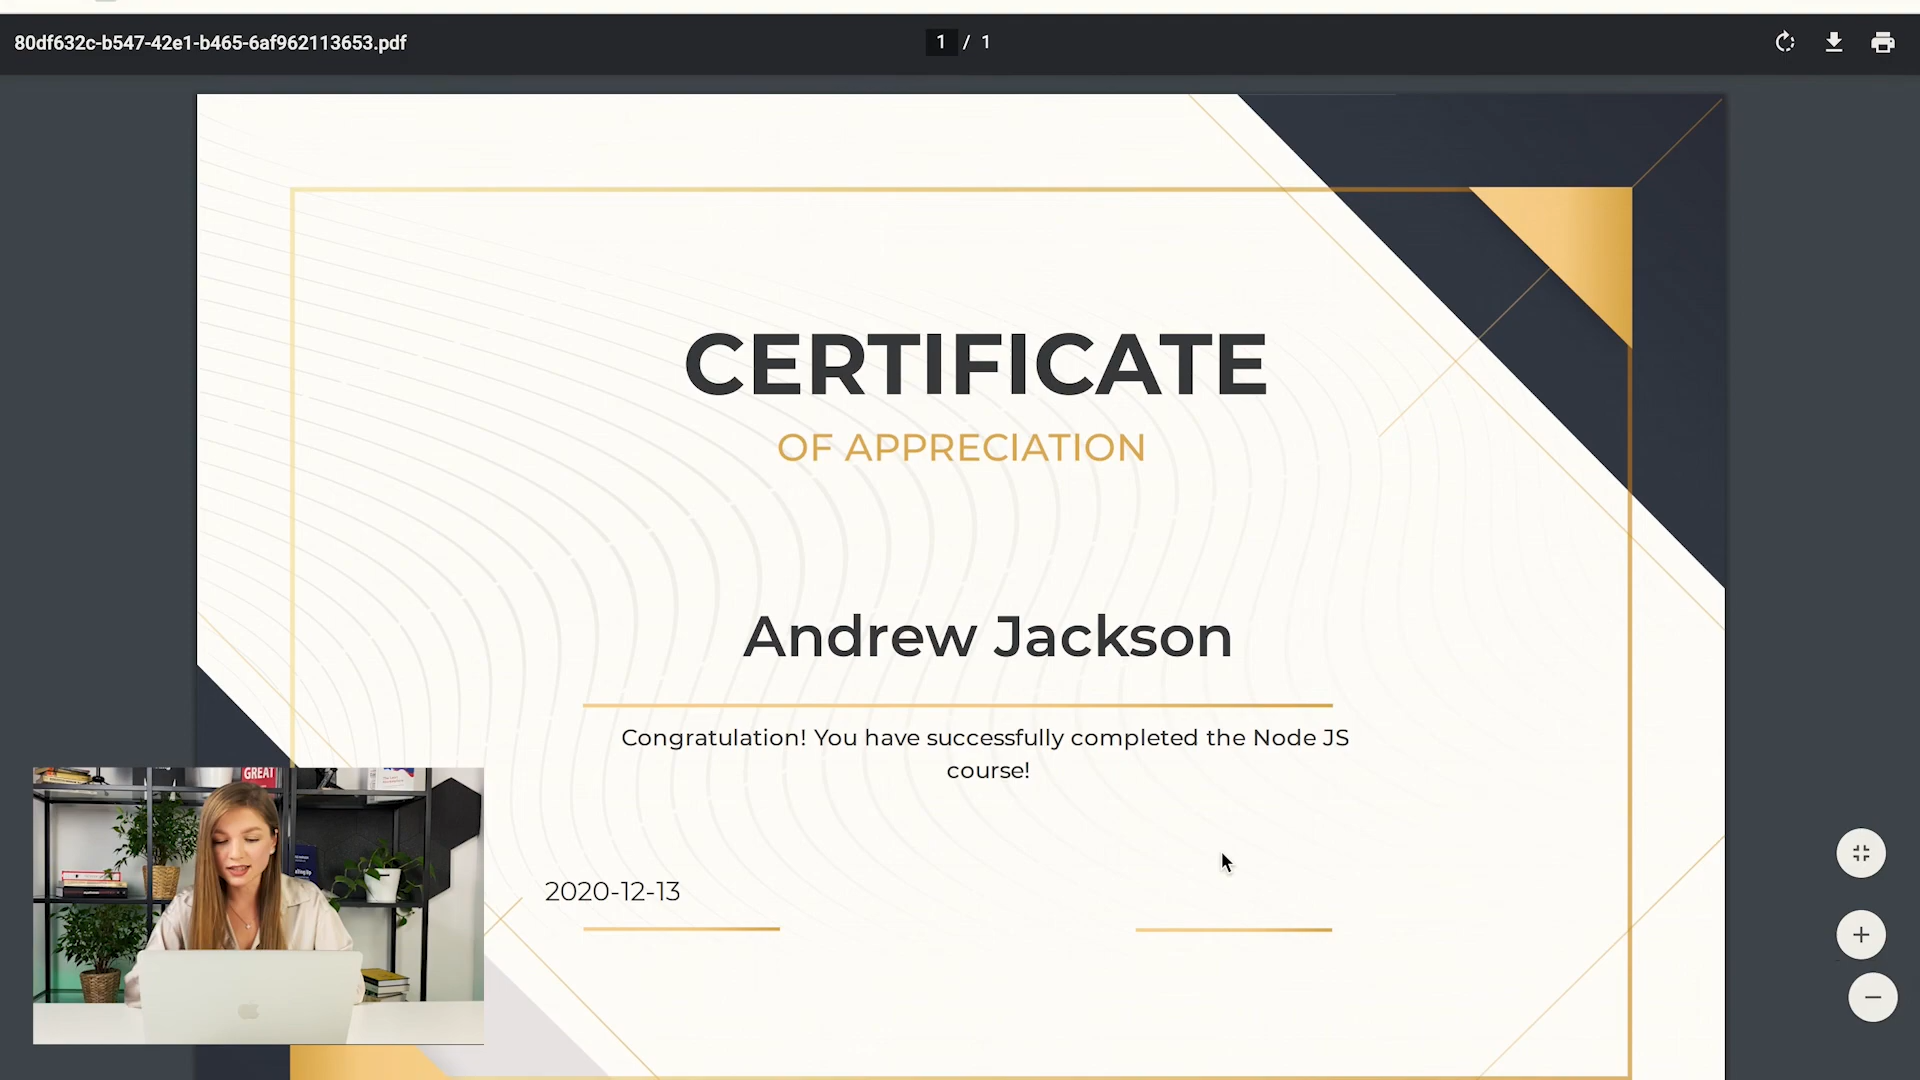 80df632c-b547-42e1-b465-6af962113653.pdf
1 / 1
CERTIFICATE
OF APPRECIATION
Andrew Jackson
Congratulation! You have successfully completed the Node JS
course!
2020-12-13
GREAT